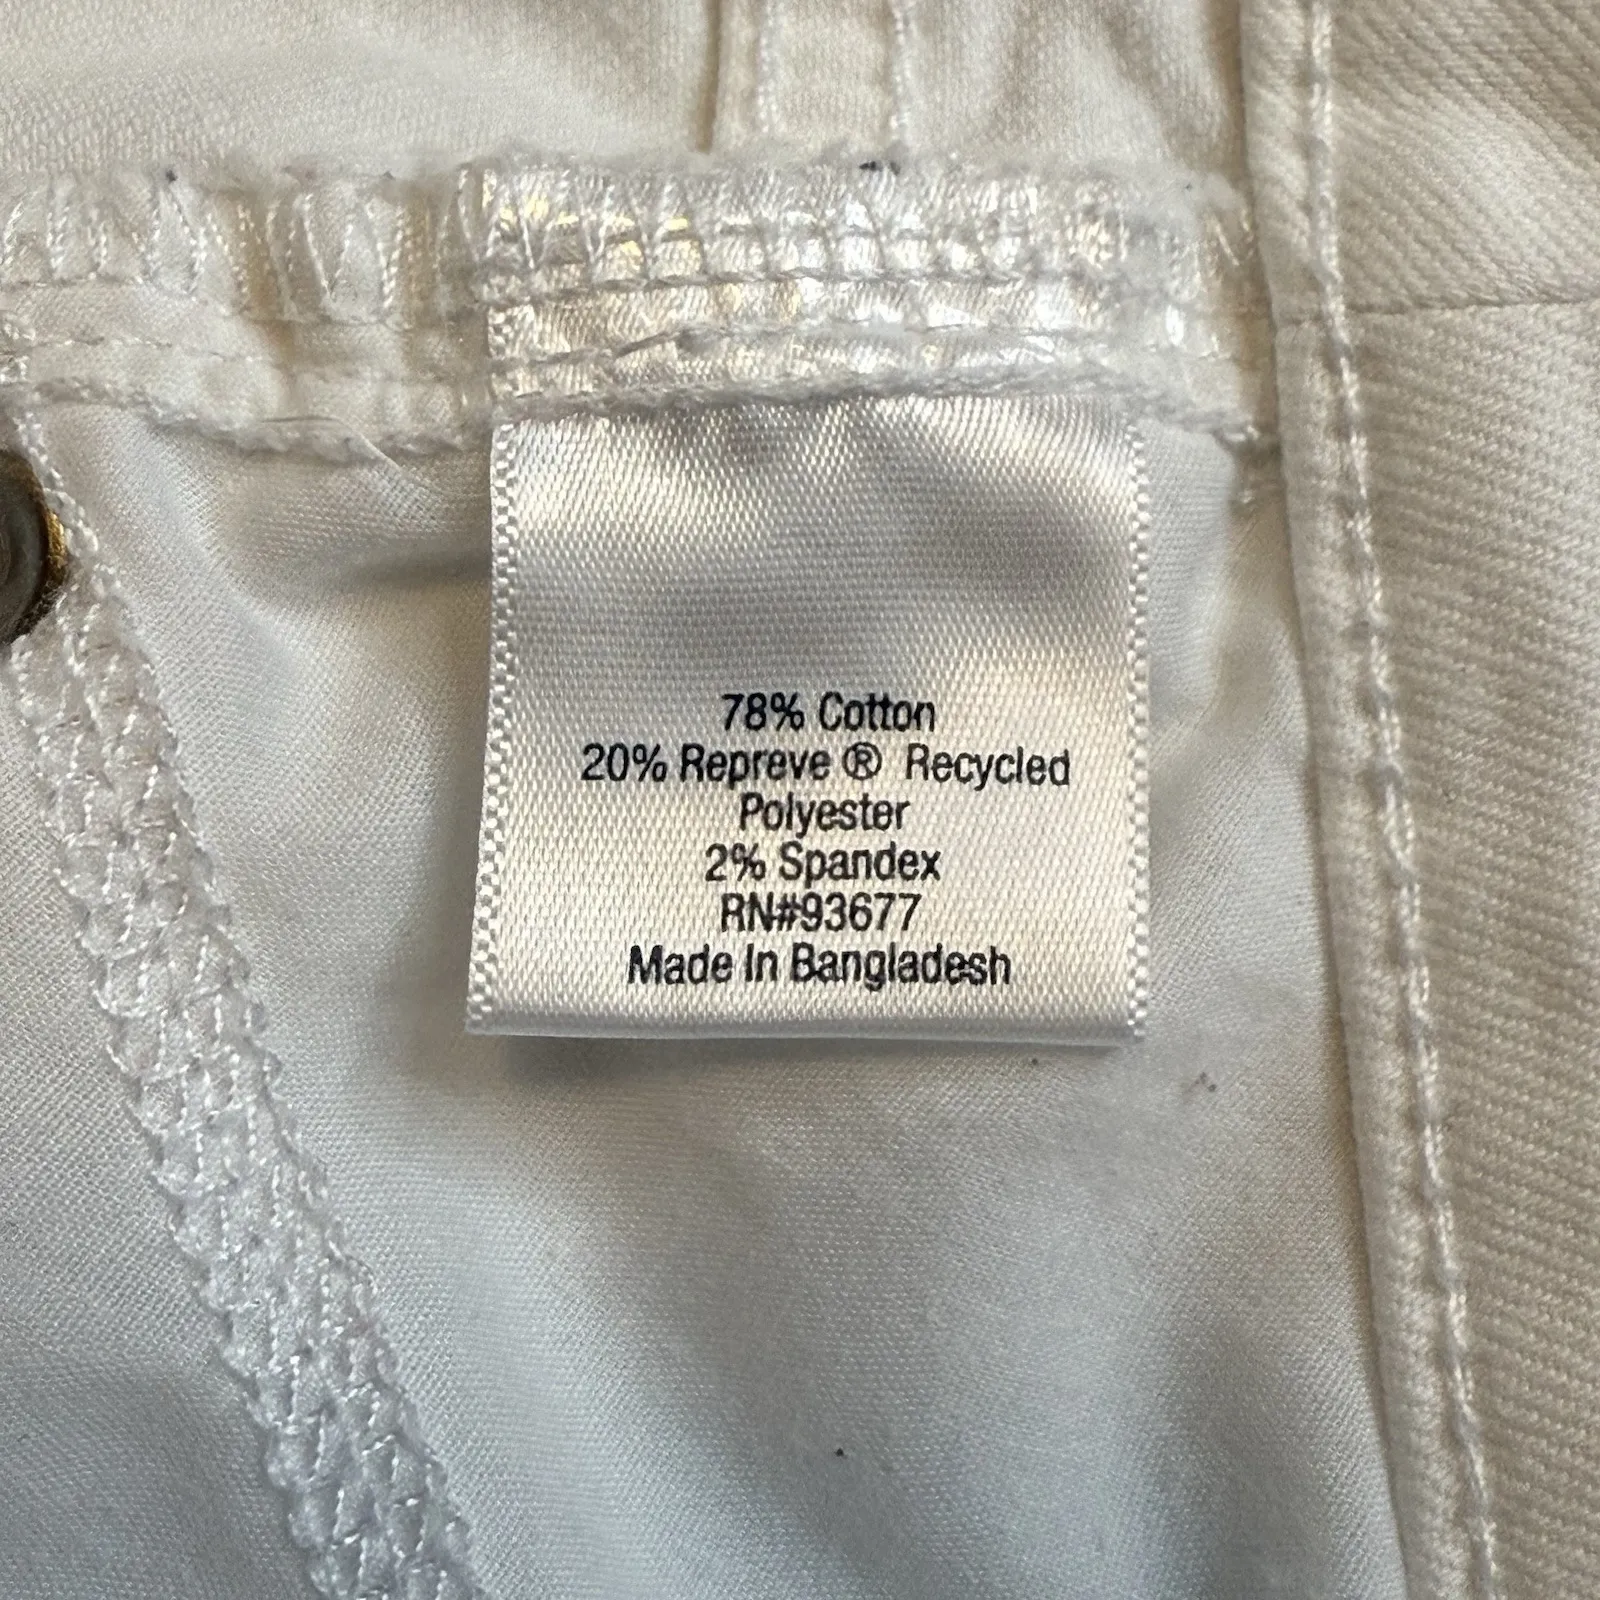 78% Cotton
20% Repreve ® Recycled
Polyester
2% Spandex
RN#93677
Made In Bangladesh